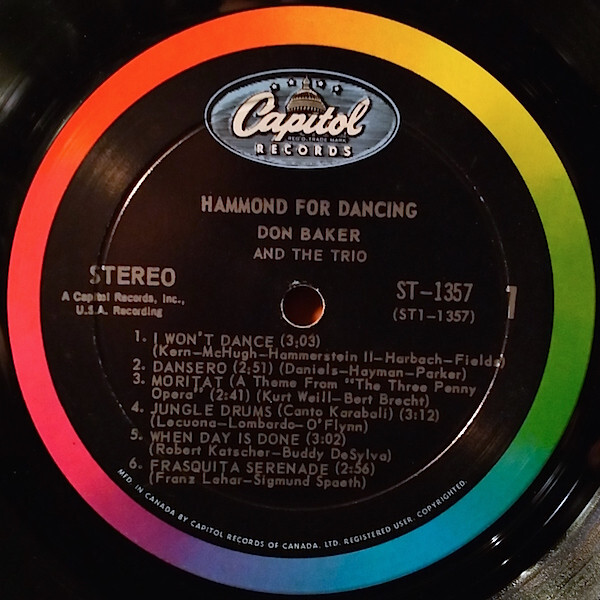 Capitol
REG'D. TRADE MARK
RECORDS
HAMMOND FOR DANCING
DON BAKER
AND THE TRIO
STEREO
A Capitol Records, Inc.,
U.S.A. Recording
ST-1357
(ST1-1357)
1
1. I WON'T DANCE (3:03)
(Kern-McHugh-Hammerstein II-Harbach-Fields)
2. DANSERO (2:51) (Daniels-Hayman-Parker)
3. MORITAT (A Theme From "The Three Penny
Opera" (2:41) (Kurt Weill-Bert Brecht)
4. JUNGLE DRUMS (Canto Karabali) (3:12)
(Lecuona-Lombardo-O'Flynn)
5. WHEN DAY IS DONE (3:02)
(Robert Katscher-Buddy DeSylva)
6. FRASQUITA SERENADE (2:56)
(Franz Lahar-Sigmund Spaeth)
MFD. IN CANADA BY CAPITOL RECORDS OF CANADA. LTD. REGISTERED USER. COPYRIGHTED.